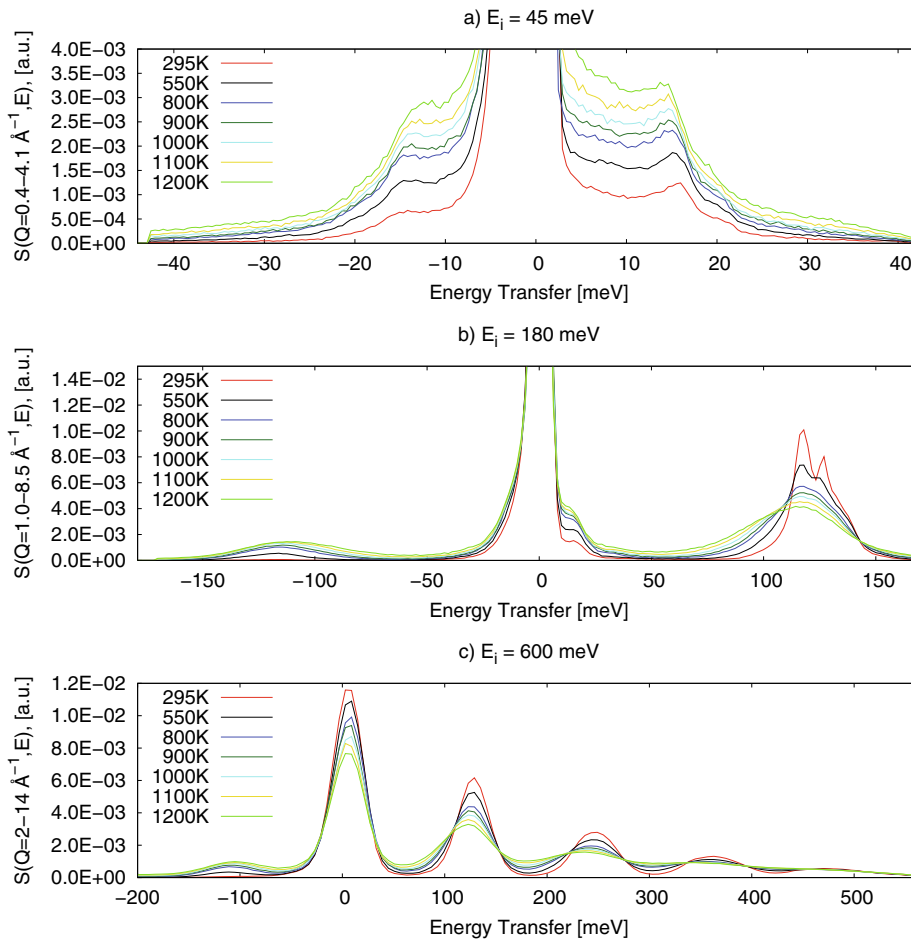 a) Ei = 45 meV
S(Q=0.4–4.1 Å−1,E), [a.u.]
4.0E−03
3.5E−03
3.0E−03
2.5E−03
2.0E−03
1.5E−03
1.0E−03
5.0E−04
0.0E+00
295K
550K
800K
900K
1000K
1100K
1200K
−40 −30 −20 −10 0 10 20 30 40
Energy Transfer [meV]
b) Ei = 180 meV
S(Q=1.0–8.5 Å−1,E) [a.u.]
1.4E−02
1.2E−02
1.0E−02
8.0E−03
6.0E−03
4.0E−03
2.0E−03
0.0E+00
295K
550K
800K
900K
1000K
1100K
1200K
−150 −100 −50 0 50 100 150
Energy Transfer [meV]
c) Ei = 600 meV
S(Q=2–14 Å−1,E), [a.u.]
1.2E−02
1.0E−02
8.0E−03
6.0E−03
4.0E−03
2.0E−03
0.0E+00
295K
550K
800K
900K
1000K
1100K
1200K
−200 −100 0 100 200 300 400 500
Energy Transfer [meV]